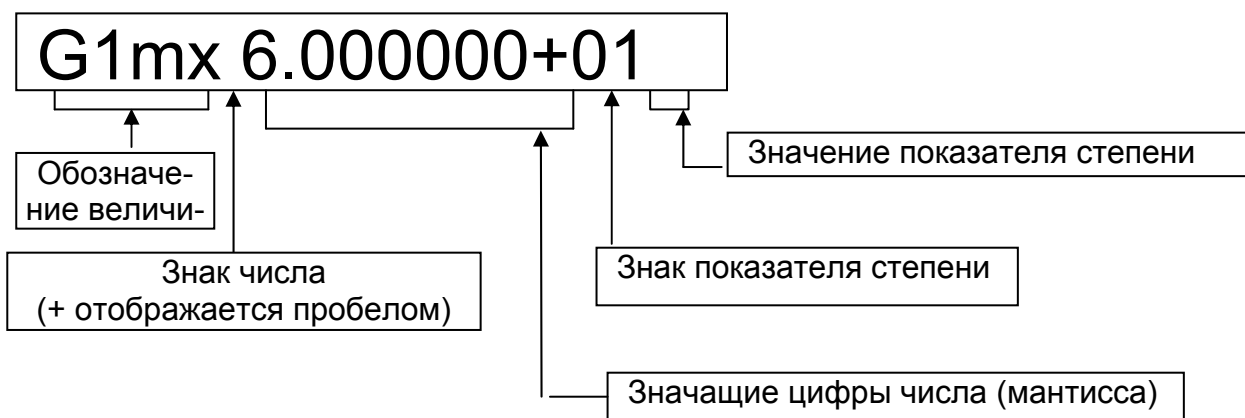 G1mx 6.000000+01
Значение показателя степени
Обозначе-
ние величи-
Знак числа
(+ отображается пробелом)
Знак показателя степени
Значащие цифры числа (мантисса)